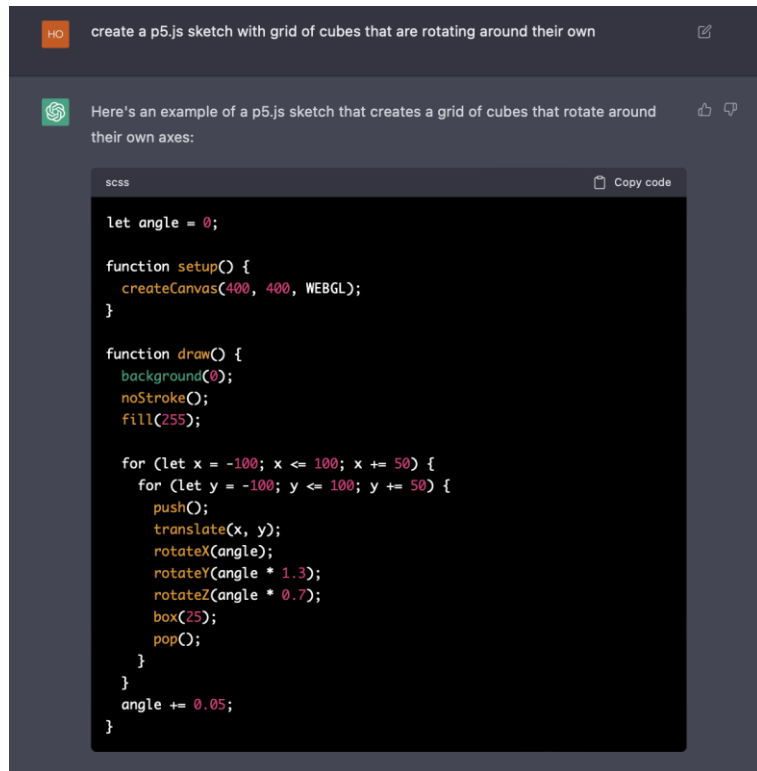 HO
create a p5.js sketch with grid of cubes that are rotating around their own
Here's an example of a p5.js sketch that creates a grid of cubes that rotate around
their own axes:
scss
Copy code
let angle = 0;
function setup() {
  createCanvas(400, 400, WEBGL);
}
function draw() {
  background(0);
  noStroke();
  fill(255);
  for (let x = -100; x <= 100; x += 50) {
    for (let y = -100; y <= 100; y += 50) {
      push();
      translate(x, y);
      rotateX(angle);
      rotateY(angle * 1.3);
      rotateZ(angle * 0.7);
      box(25);
      pop();
    }
  }
  angle += 0.05;
}